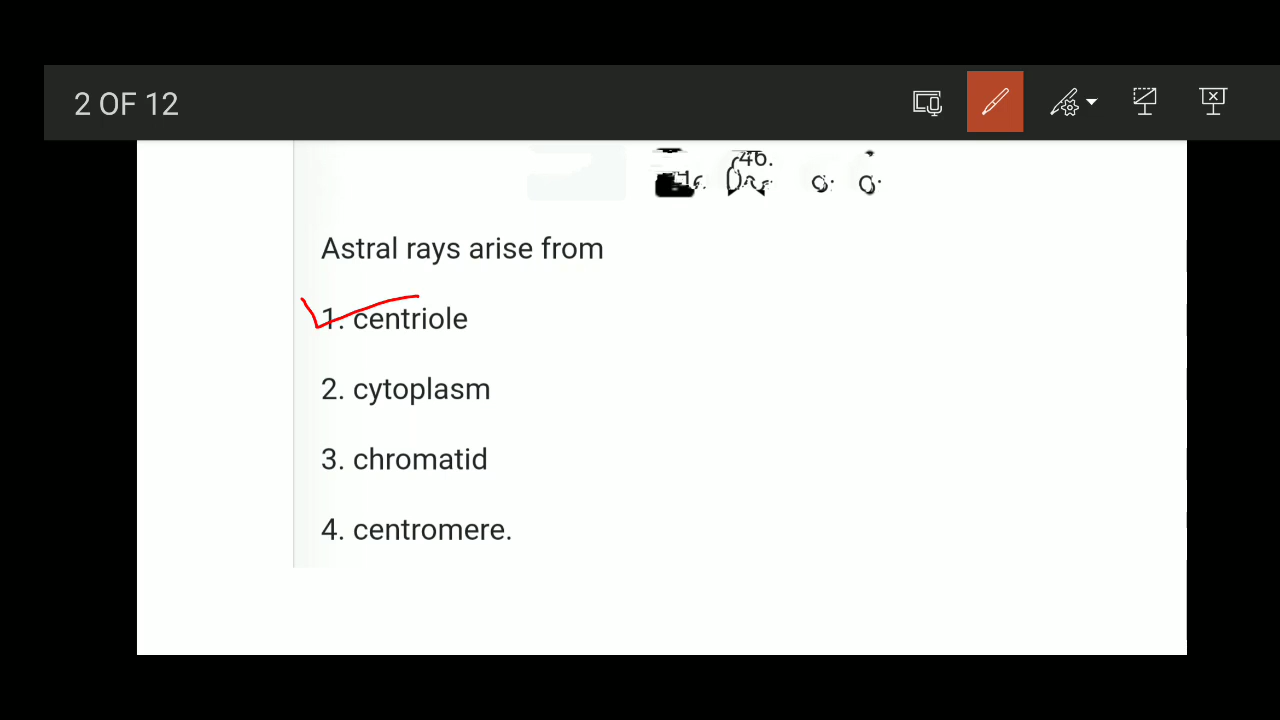 2 OF 12
46.
Astral rays arise from
1. centriole
2. cytoplasm
3. chromatid
4. centromere.